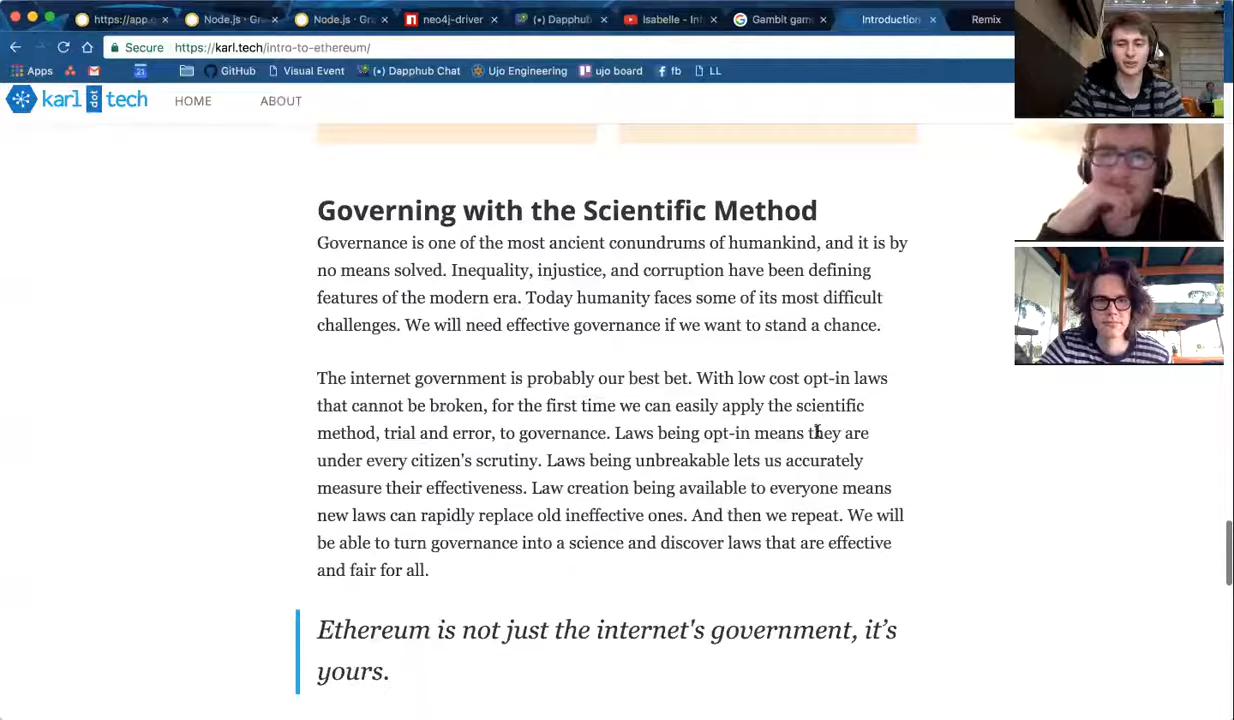 https://app.e
Node.js · Gr
Node.js · Gra
neo4j-driver
(•) Dapphub
Isabelle - Int
Gambit gam
Introduction
Remix
Secure https://karl.tech/intro-to-ethereum/
Apps
21
GitHub
Visual Event
(•) Dapphub Chat
Ujo Engineering
ujo board
fb
LL
karl dot tech
HOME
ABOUT
Governing with the Scientific Method
Governance is one of the most ancient conundrums of humankind, and it is by
no means solved. Inequality, injustice, and corruption have been defining
features of the modern era. Today humanity faces some of its most difficult
challenges. We will need effective governance if we want to stand a chance.
The internet government is probably our best bet. With low cost opt-in laws
that cannot be broken, for the first time we can easily apply the scientific
method, trial and error, to governance. Laws being opt-in means they are
under every citizen's scrutiny. Laws being unbreakable lets us accurately
measure their effectiveness. Law creation being available to everyone means
new laws can rapidly replace old ineffective ones. And then we repeat. We will
be able to turn governance into a science and discover laws that are effective
and fair for all.
Ethereum is not just the internet's government, it’s
yours.